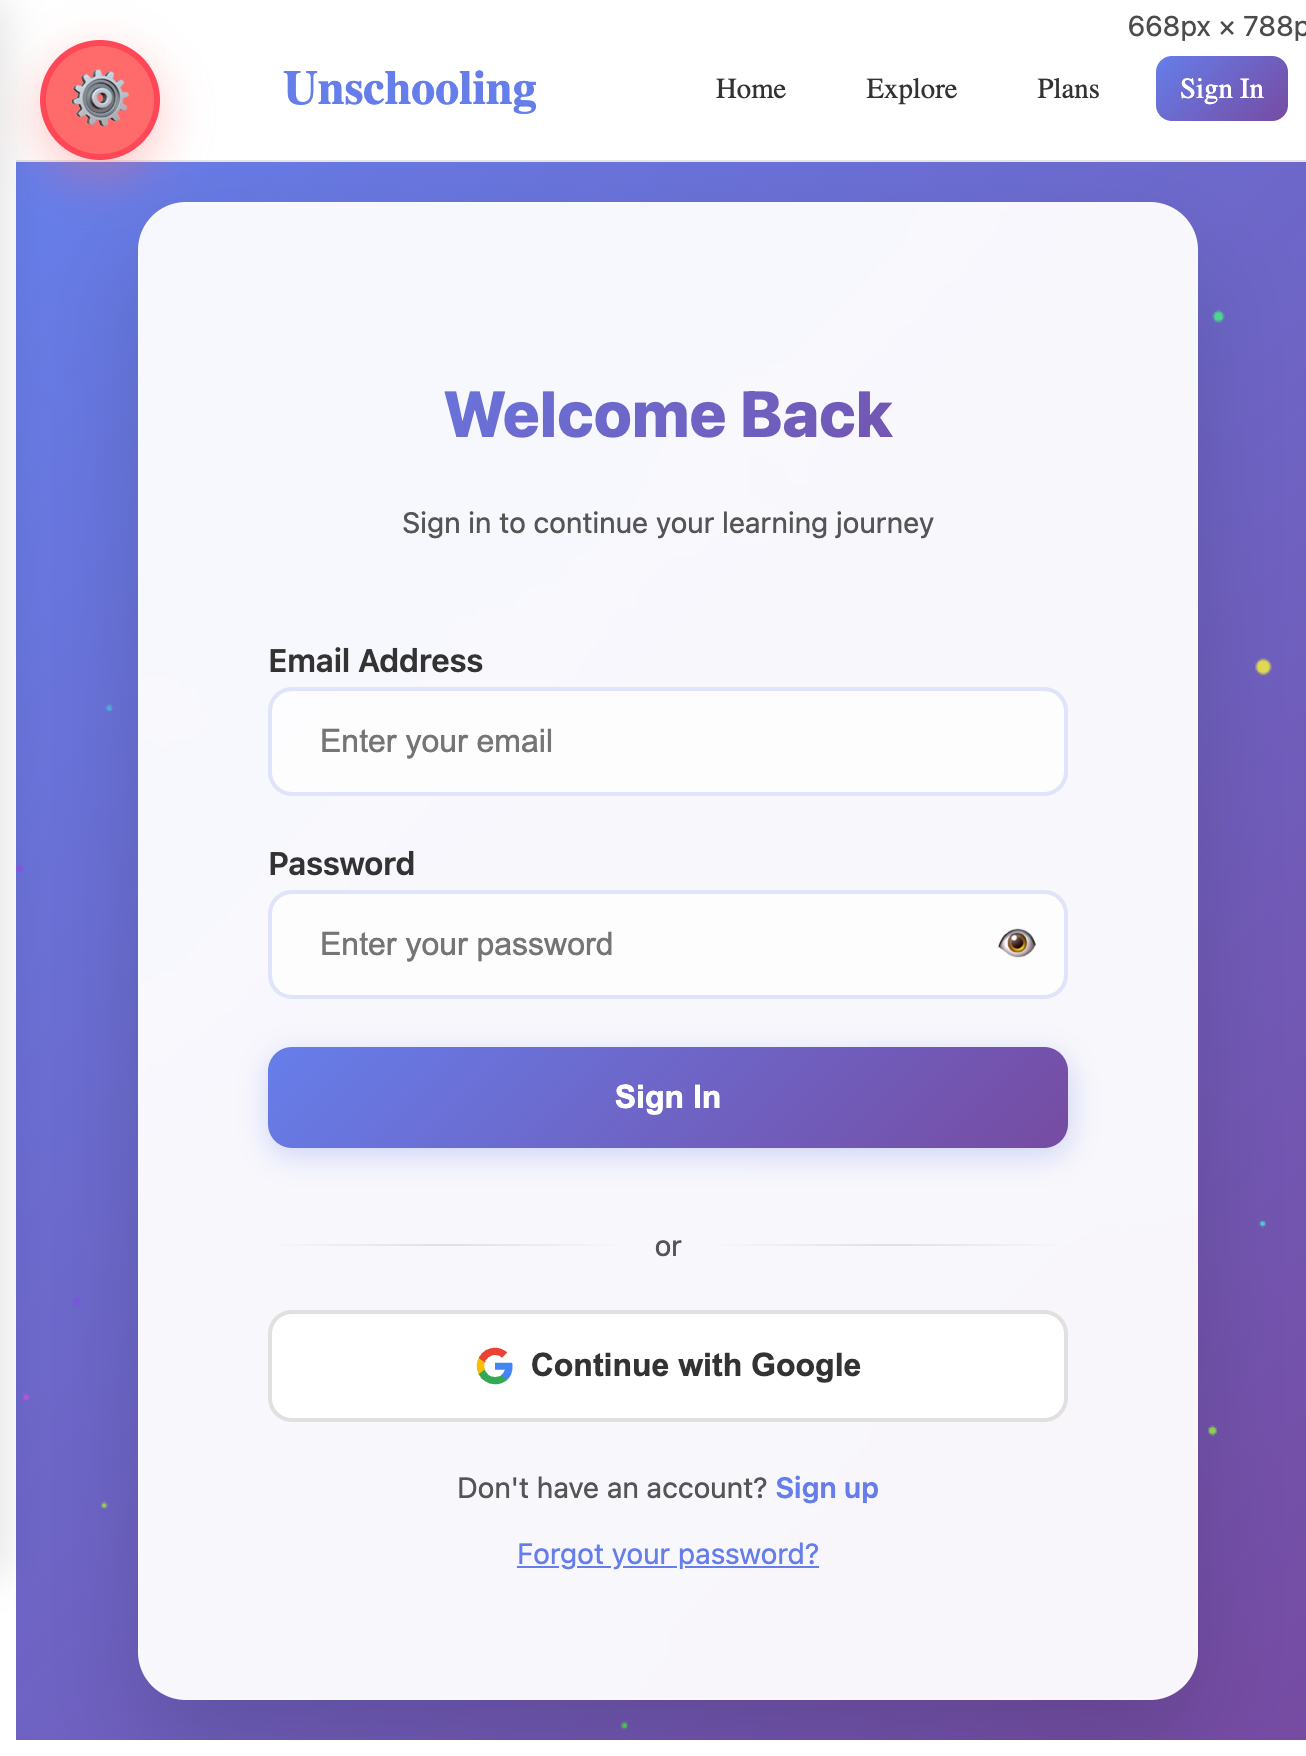 668px × 788p
Unschooling
Home
Explore
Plans
Sign In
Welcome Back
Sign in to continue your learning journey
Email Address
Enter your email
Password
Enter your password
Sign In
or
Continue with Google
Don't have an account? Sign up
Forgot your password?